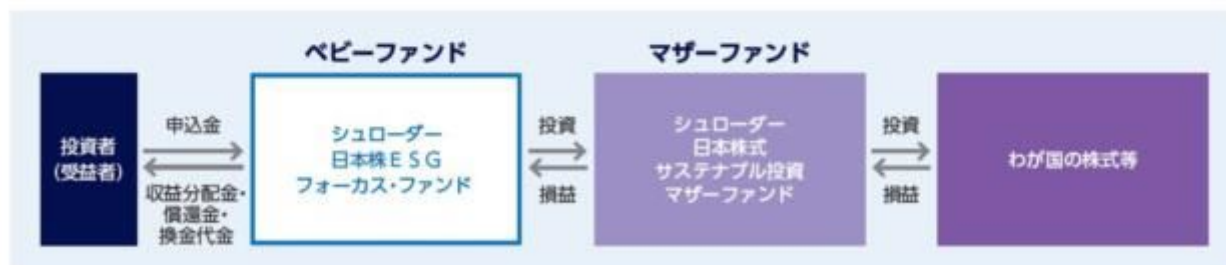 ベビーファンド
マザーファンド
投資者
(受益者)
申込金
収益分配金・
償還金・
換金代金
シュローダー
日本株ESG
フォーカス・ファンド
投資
損益
シュローダー
日本株式
サステナブル投資
マザーファンド
投資
損益
わが国の株式等